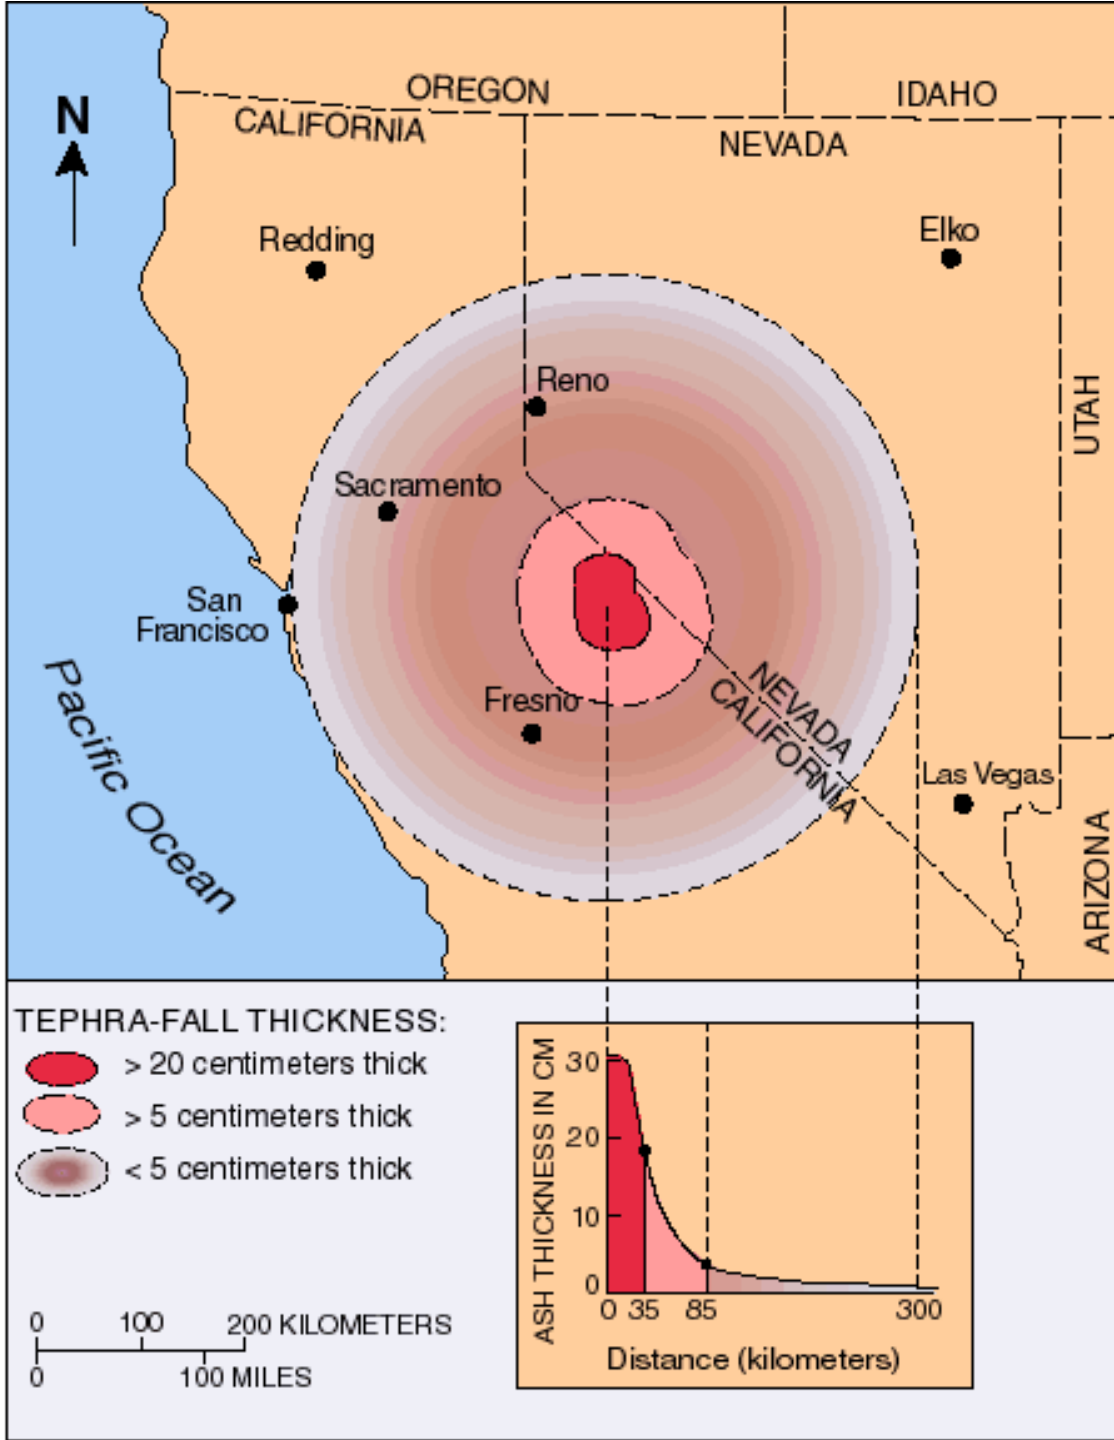 OREGON
IDAHO
N
CALIFORNIA
NEVADA
Redding
Elko
Reno
UTAH
Sacramento
San
Francisco
Pacific Ocean
Fresno
NEVADA
CALIFORNIA
Las Vegas
ARIZONA
TEPHRA-FALL THICKNESS:
> 20 centimeters thick
> 5 centimeters thick
< 5 centimeters thick
0 100 200 KILOMETERS
0 100 MILES
ASH THICKNESS IN CM
30
20
10
0
0 35 85 300
Distance (kilometers)